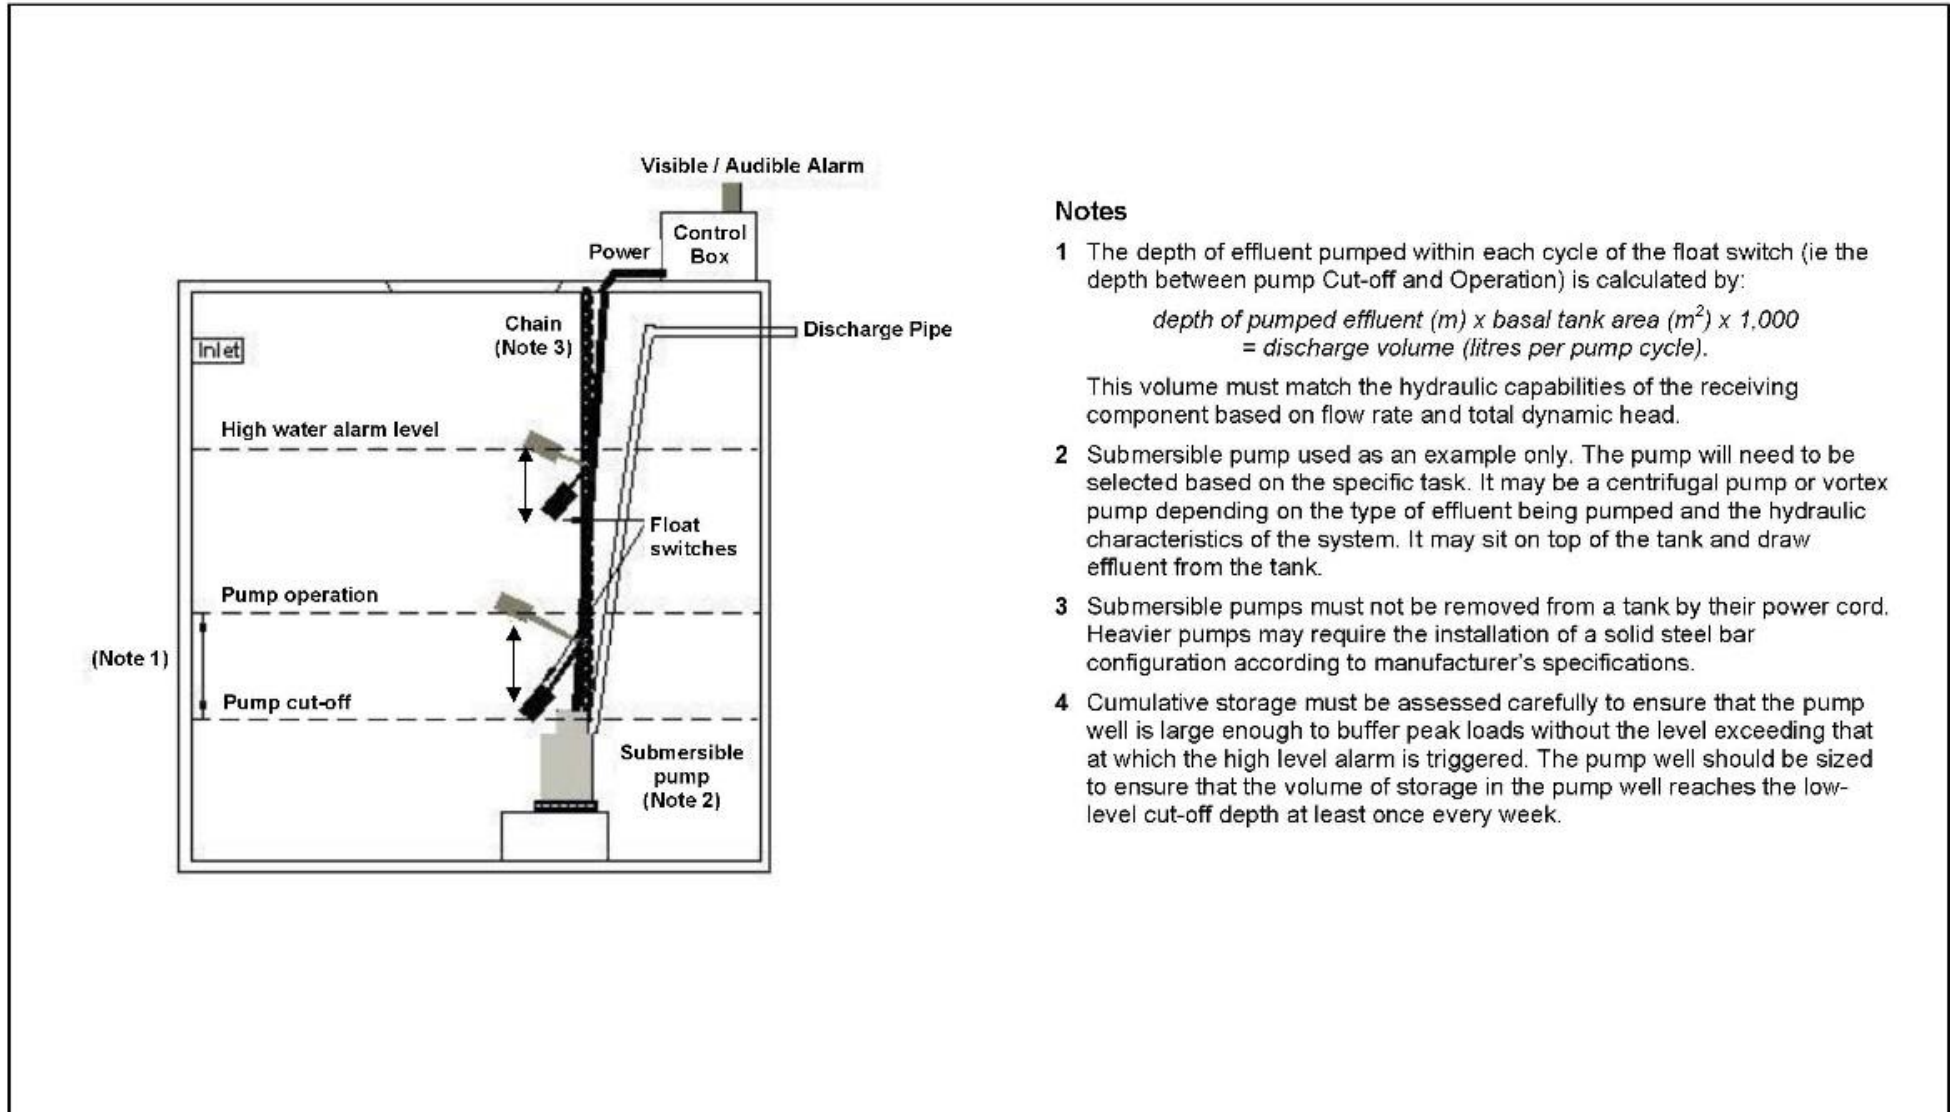 Visible / Audible Alarm
Control
Box
Power
Chain
(Note 3)
Discharge Pipe
Inlet
High water alarm level
Float
switches
Pump operation
(Note 1)
Pump cut-off
Submersible
pump
(Note 2)
Notes
1 The depth of effluent pumped within each cycle of the float switch (ie the
depth between pump Cut-off and Operation) is calculated by:
depth of pumped effluent (m) x basal tank area (m²) x 1,000
= discharge volume (litres per pump cycle).
This volume must match the hydraulic capabilities of the receiving
component based on flow rate and total dynamic head.
2 Submersible pump used as an example only. The pump will need to be
selected based on the specific task. It may be a centrifugal pump or vortex
pump depending on the type of effluent being pumped and the hydraulic
characteristics of the system. It may sit on top of the tank and draw
effluent from the tank.
3 Submersible pumps must not be removed from a tank by their power cord.
Heavier pumps may require the installation of a solid steel bar
configuration according to manufacturer's specifications.
4 Cumulative storage must be assessed carefully to ensure that the pump
well is large enough to buffer peak loads without the level exceeding that
at which the high level alarm is triggered. The pump well should be sized
to ensure that the volume of storage in the pump well reaches the low-
level cut-off depth at least once every week.